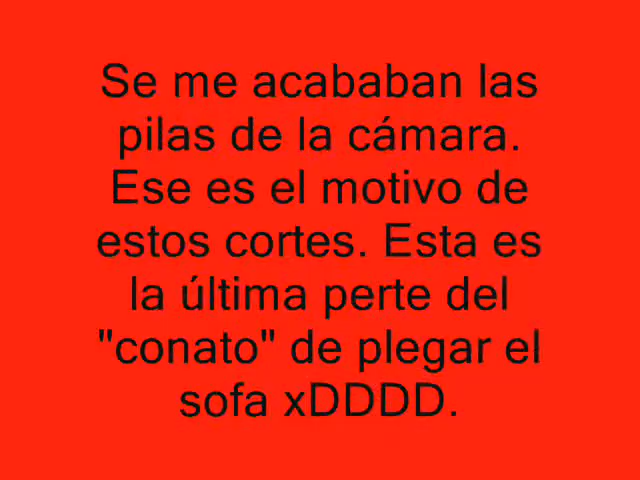 Se me acababan las
pilas de la cámara.
Ese es el motivo de
estos cortes. Esta es
la última perte del
"conato" de plegar el
sofa xDDDD.